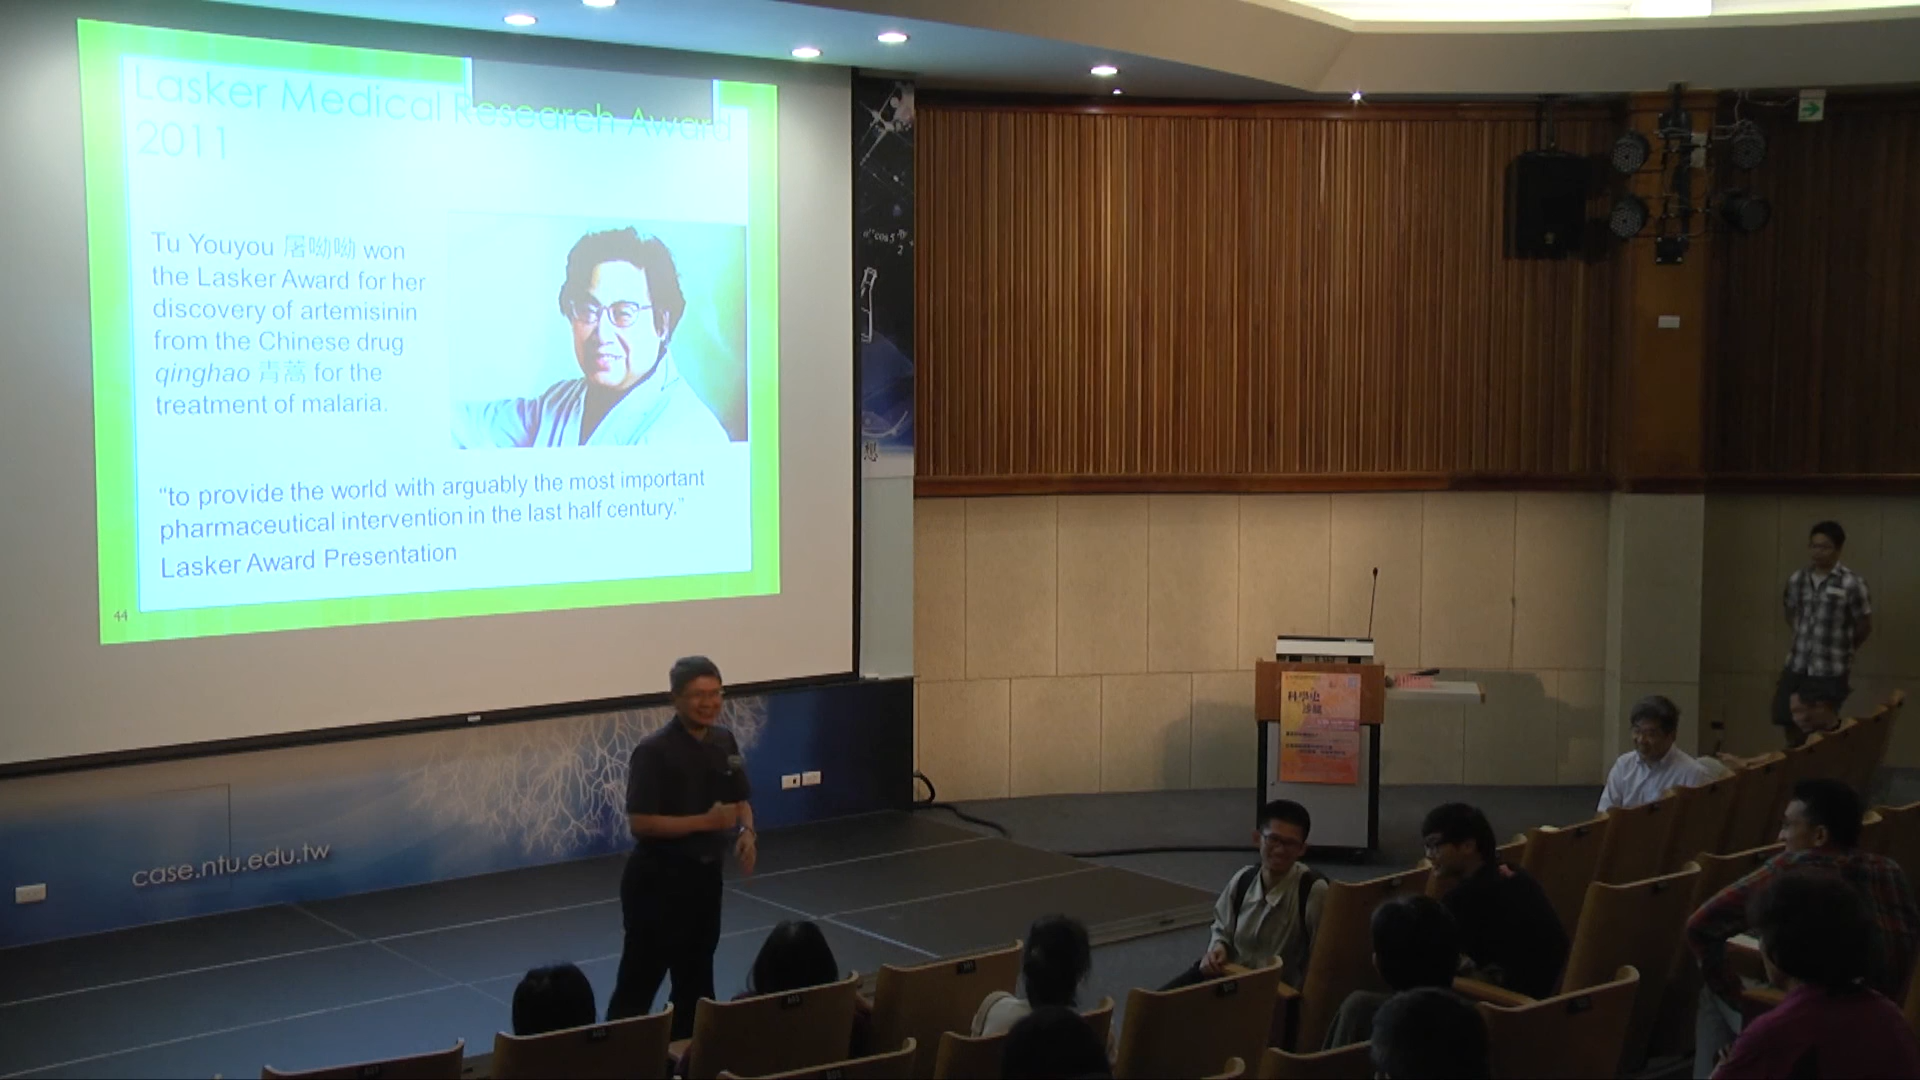 Lasker Medical Research Award
2011
Tu Youyou 屠呦呦 won
the Lasker Award for her
discovery of artemisinin
from the Chinese drug
qinghao 青蒿 for the
treatment of malaria.
“to provide the world with arguably the most important
pharmaceutical intervention in the last half century.”
Lasker Award Presentation
44
case.ntu.edu.tw
想
科學史
沙龍